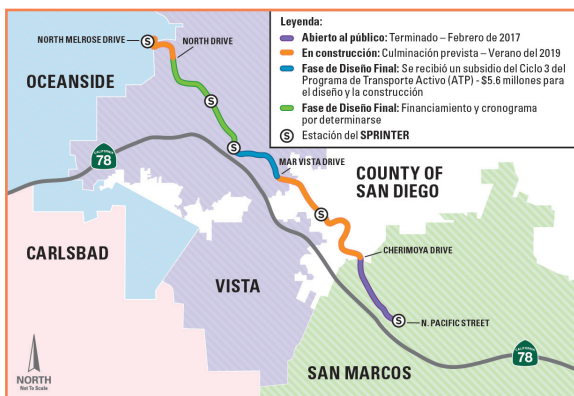 Leyenda:
Abierto al público: Terminado – Febrero de 2017
En construcción: Culminación prevista – Verano del 2019
Fase de Diseño Final: Se recibió un subsidio del Ciclo 3 del
Programa de Transporte Activo (ATP) - $5.6 millones para
el diseño y la construcción
Fase de Diseño Final: Financiamiento y cronograma
por determinarse
S Estación del SPRINTER
NORTH MELROSE DRIVE
S
NORTH DRIVE
OCEANSIDE
S
S
CALIFORNIA
78
MAR VISTA DRIVE
COUNTY OF
SAN DIEGO
S
CARLSBAD
CHERIMOYA DRIVE
VISTA
S
N. PACIFIC STREET
CALIFORNIA
78
SAN MARCOS
NORTH
Not To Scale